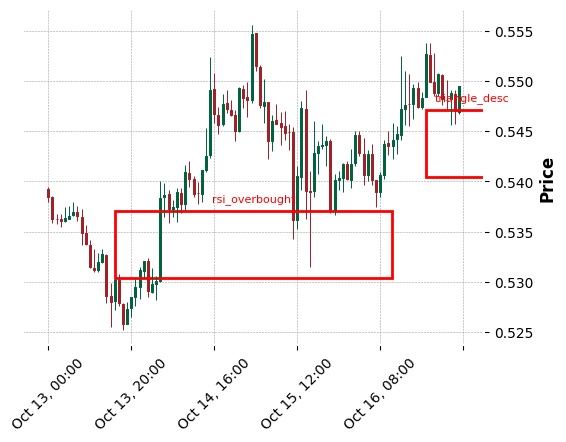 0.555
0.550
triangle_desc
0.545
0.540
rsi_overbought
0.535
0.530
0.525
Price
Oct 13, 00:00
Oct 13, 20:00
Oct 14, 16:00
Oct 15, 12:00
Oct 16, 08:00